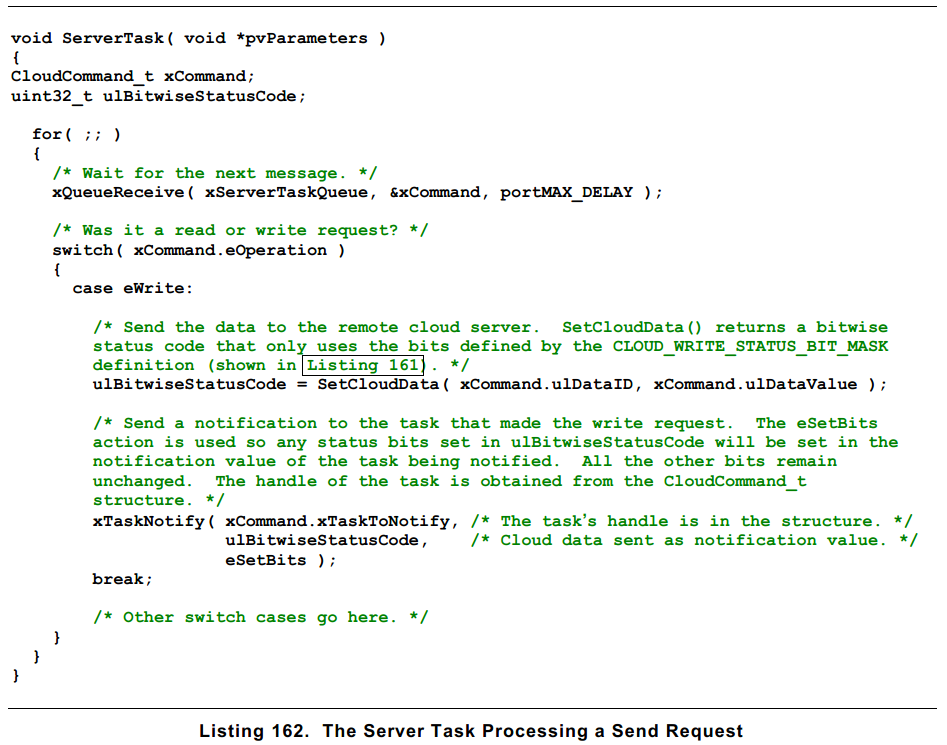 void ServerTask( void *pvParameters )
{
CloudCommand_t xCommand;
uint32_t ulBitwiseStatusCode;
for( ;; )
{
/* Wait for the next message. */
xQueueReceive( xServerTaskQueue, &xCommand, portMAX_DELAY );
/* Was it a read or write request? */
switch( xCommand.eOperation )
{
case eWrite:
/* Send the data to the remote cloud server.  SetCloudData() returns a bitwise
status code that only uses the bits defined by the CLOUD_WRITE_STATUS_BIT_MASK
definition (shown in Listing 161). */
ulBitwiseStatusCode = SetCloudData( xCommand.ulDataID, xCommand.ulDataValue );
/* Send a notification to the task that made the write request.  The eSetBits
action is used so any status bits set in ulBitwiseStatusCode will be set in the
notification value of the task being notified.  All the other bits remain
unchanged.  The handle of the task is obtained from the CloudCommand_t
structure. */
xTaskNotify( xCommand.xTaskToNotify, /* The task’s handle is in the structure. */
ulBitwiseStatusCode,    /* Cloud data sent as notification value. */
eSetBits );
break;
/* Other switch cases go here. */
}
}
}
Listing 162.  The Server Task Processing a Send Request